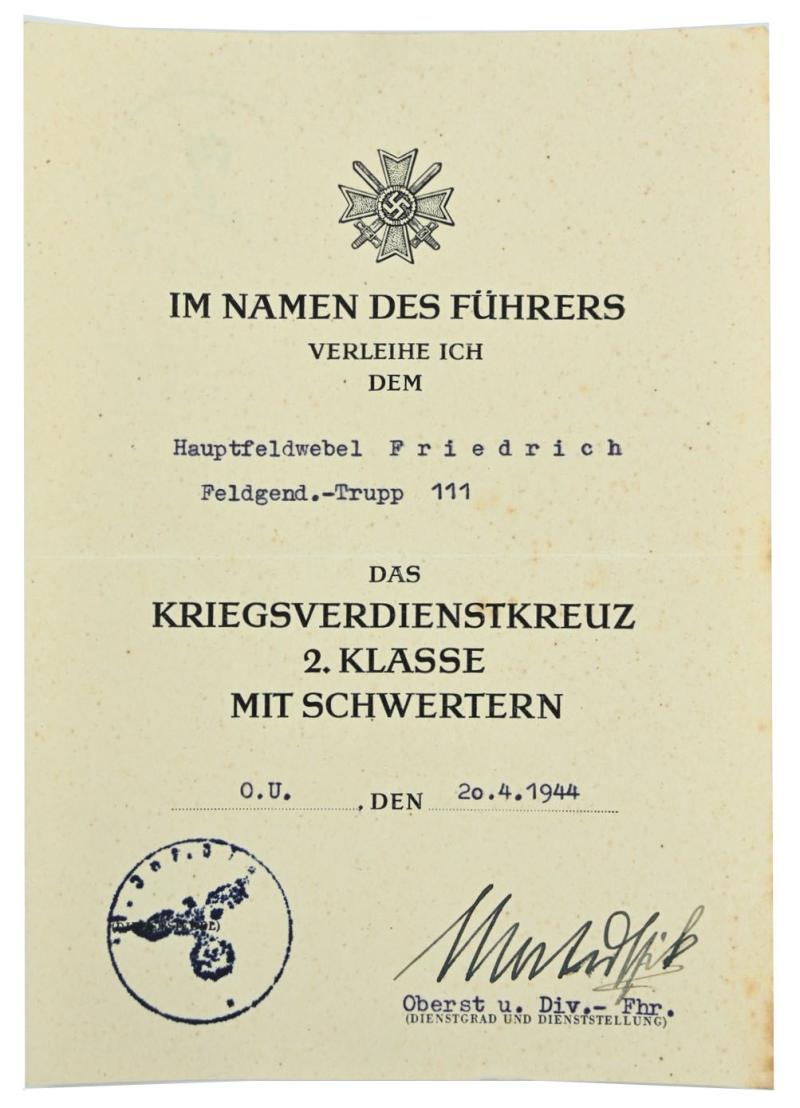 IM NAMEN DES FÜHRERS
VERLEIHE ICH
DEM
Hauptfeldwebel F r i e d r i c h
Feldgend.-Trupp 111
DAS
KRIEGSVERDIENSTKREUZ
2. KLASSE
MIT SCHWERTERN
O.U. , DEN 2o.4.1944
Oberst u. Div.- Fhr.
(DIENSTGRAD UND DIENSTSTELLUNG)